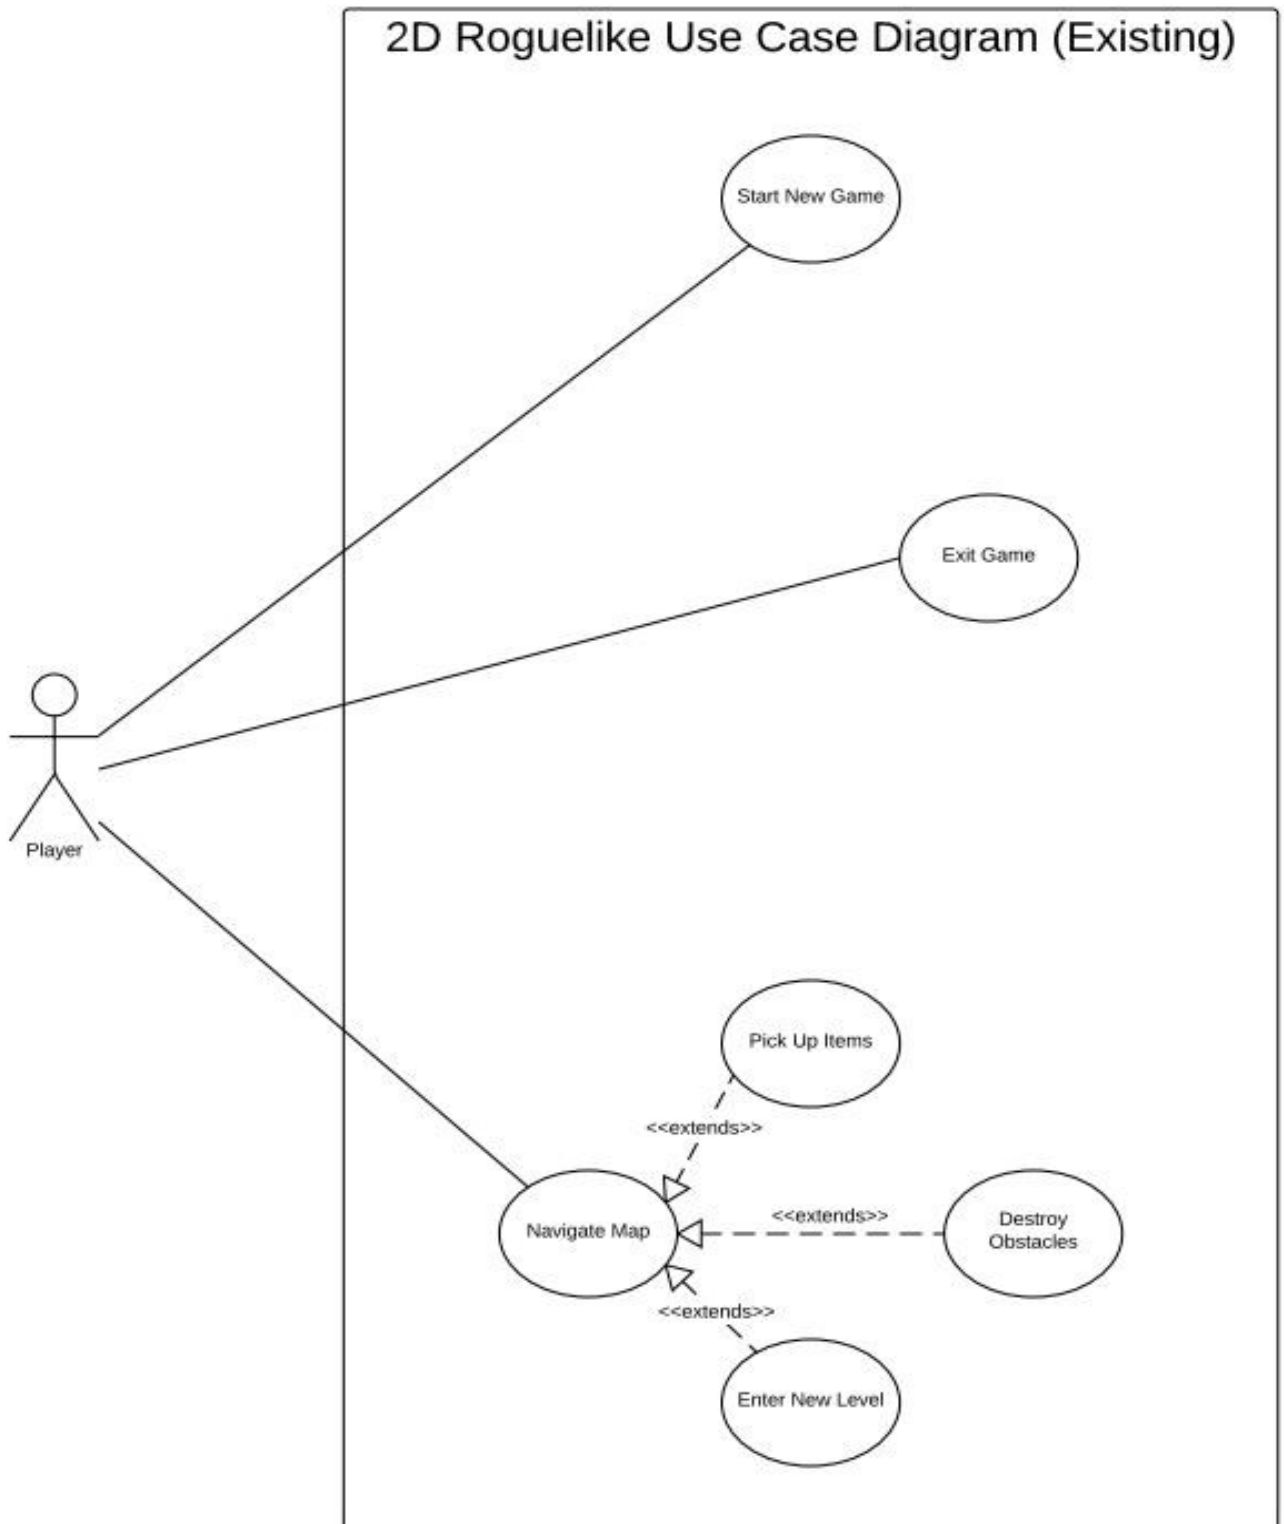 2D Roguelike Use Case Diagram (Existing)
Start New Game
Exit Game
Player
Pick Up Items
<<extends>>
Navigate Map
<<extends>>
Destroy
Obstacles
<<extends>>
Enter New Level